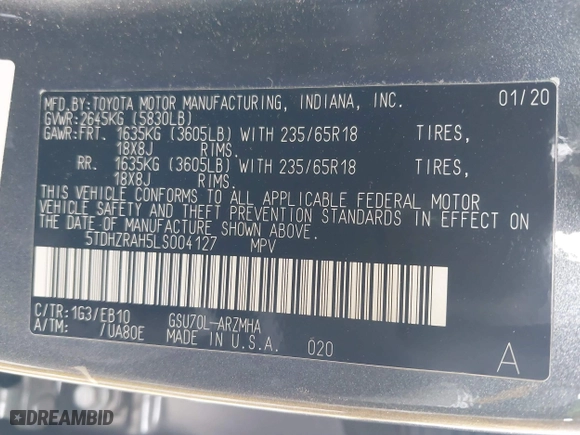 MFD.BY:TOYOTA MOTOR MANUFACTURING, INDIANA, INC. 01/20
GVWR:2645KG (5830LB)
GAWR:FRT. 1635KG (3605LB) WITH 235/65R18 TIRES,
18X8J RIMS.
RR. 1635KG (3605LB) WITH 235/65R18 TIRES,
18X8J RIMS.
THIS VEHICLE CONFORMS TO ALL APPLICABLE FEDERAL MOTOR
VEHICLE SAFETY AND THEFT PREVENTION STANDARDS IN EFFECT ON
THE DATE OF MANUFACTURE SHOWN ABOVE.
5TDHZRAH5LS004127 MPV
C/TR:1G3/EB10 GSU70L-ARZMHA
A/TM: /UA80E MADE IN U.S.A. 020
A
DREAMBID